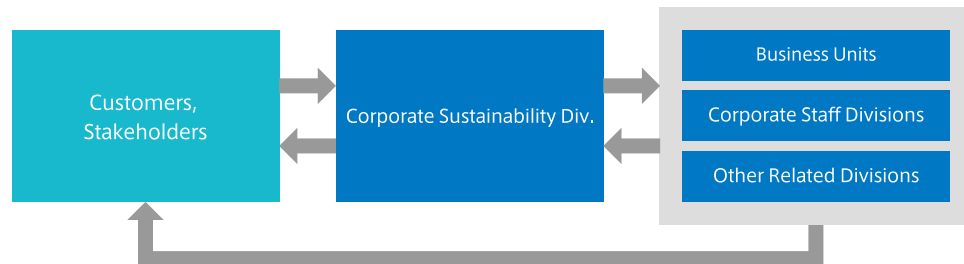 Customers,
Stakeholders
Corporate Sustainability Div.
Business Units
Corporate Staff Divisions
Other Related Divisions